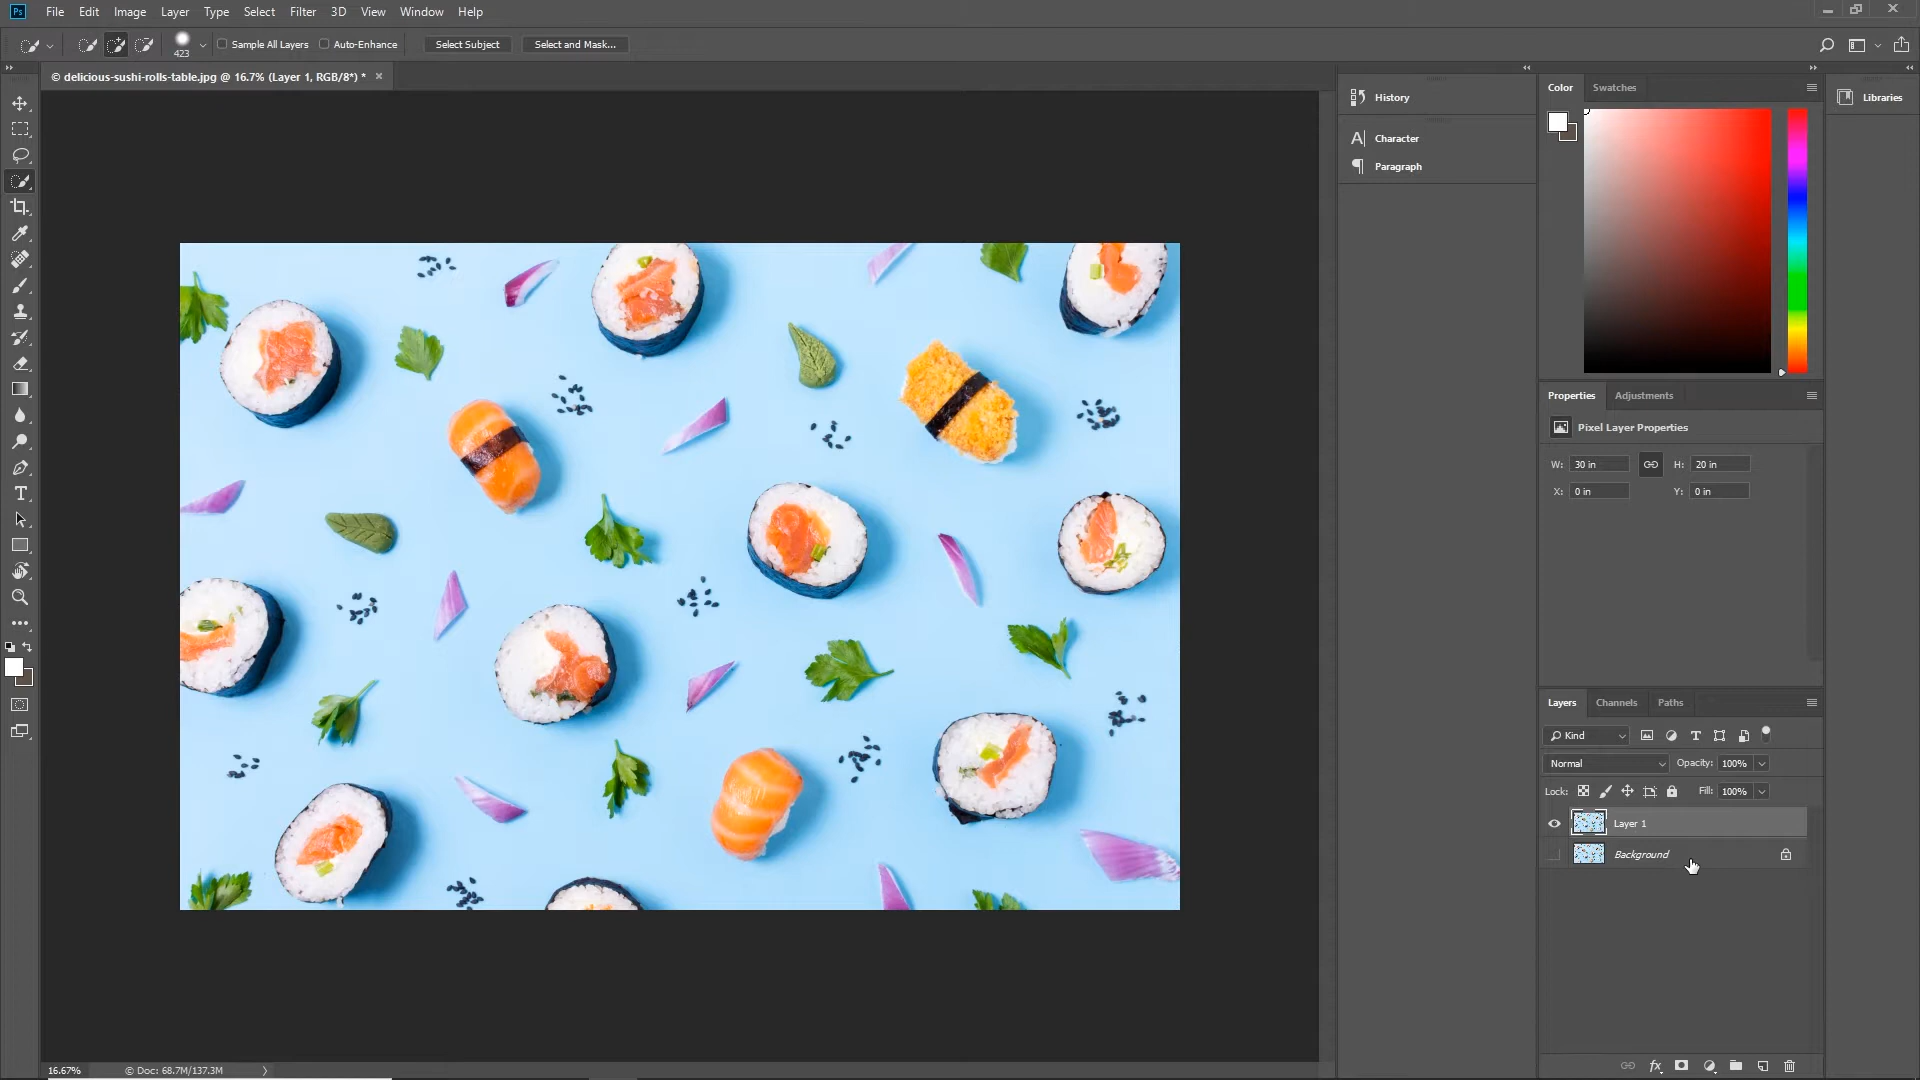 Ps File Edit Image Layer Type Select Filter 3D View Window Help
423 Sample All Layers Auto-Enhance Select Subject Select and Mask...
© delicious-sushi-rolls-table.jpg @ 16.7% (Layer 1, RGB/8*) * ×
History
Character
Paragraph
Color Swatches
Libraries
Properties Adjustments
Pixel Layer Properties
W: 30 in H: 20 in
X: 0 in Y: 0 in
Layers Channels Paths
Kind
Normal Opacity: 100%
Lock: Fill: 100%
Layer 1
Background
fx
16.67% © Doc: 68.7M/137.3M